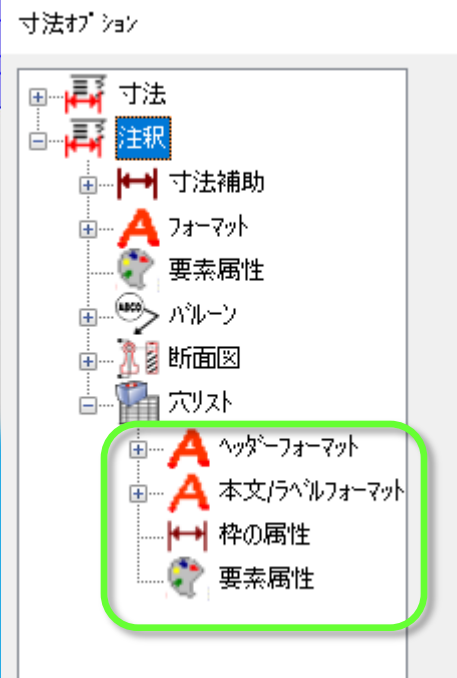 寸法ｵﾌﾟｼｮﾝ
寸法
注釈
寸法補助
ﾌｫｰﾏｯﾄ
要素属性
ABCD
ﾊﾞﾙｰﾝ
断面図
穴ﾘｽﾄ
ﾍｯﾀﾞｰﾌｫｰﾏｯﾄ
本文/ﾗﾍﾞﾙﾌｫｰﾏｯﾄ
枠の属性
要素属性